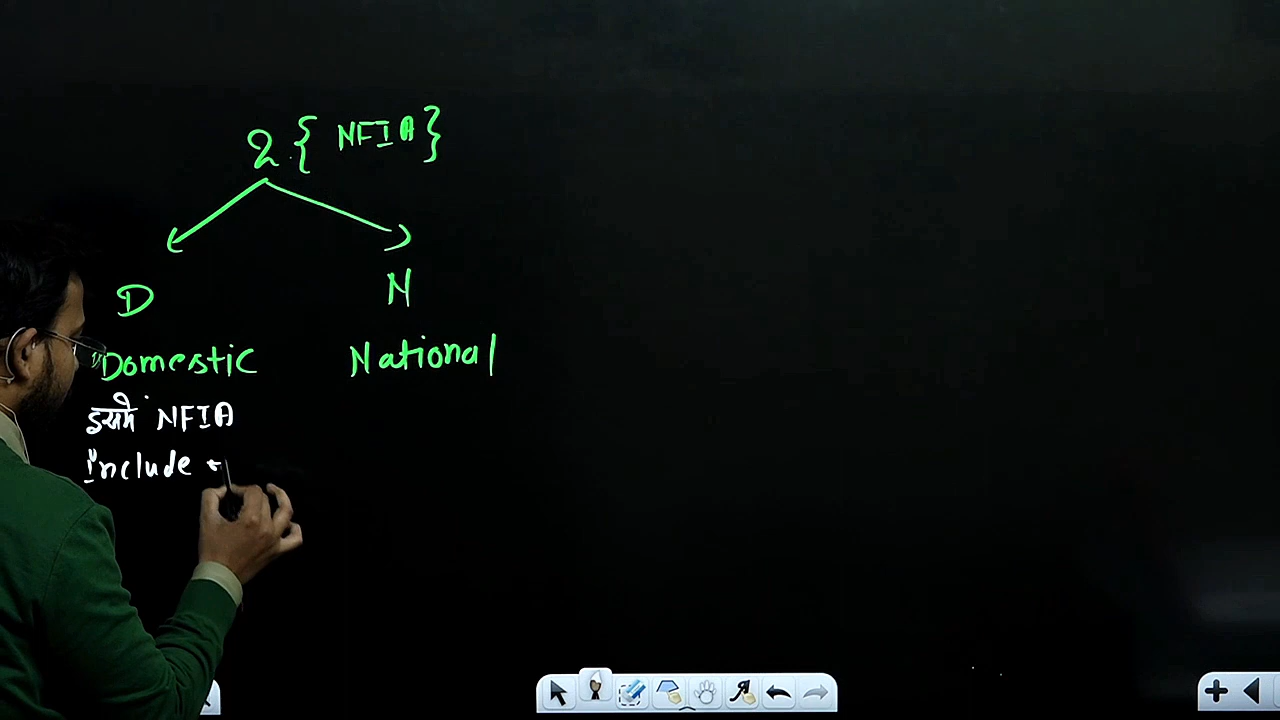 2 { NFIA }
D N
Domestic National
इसमें NFIA
include